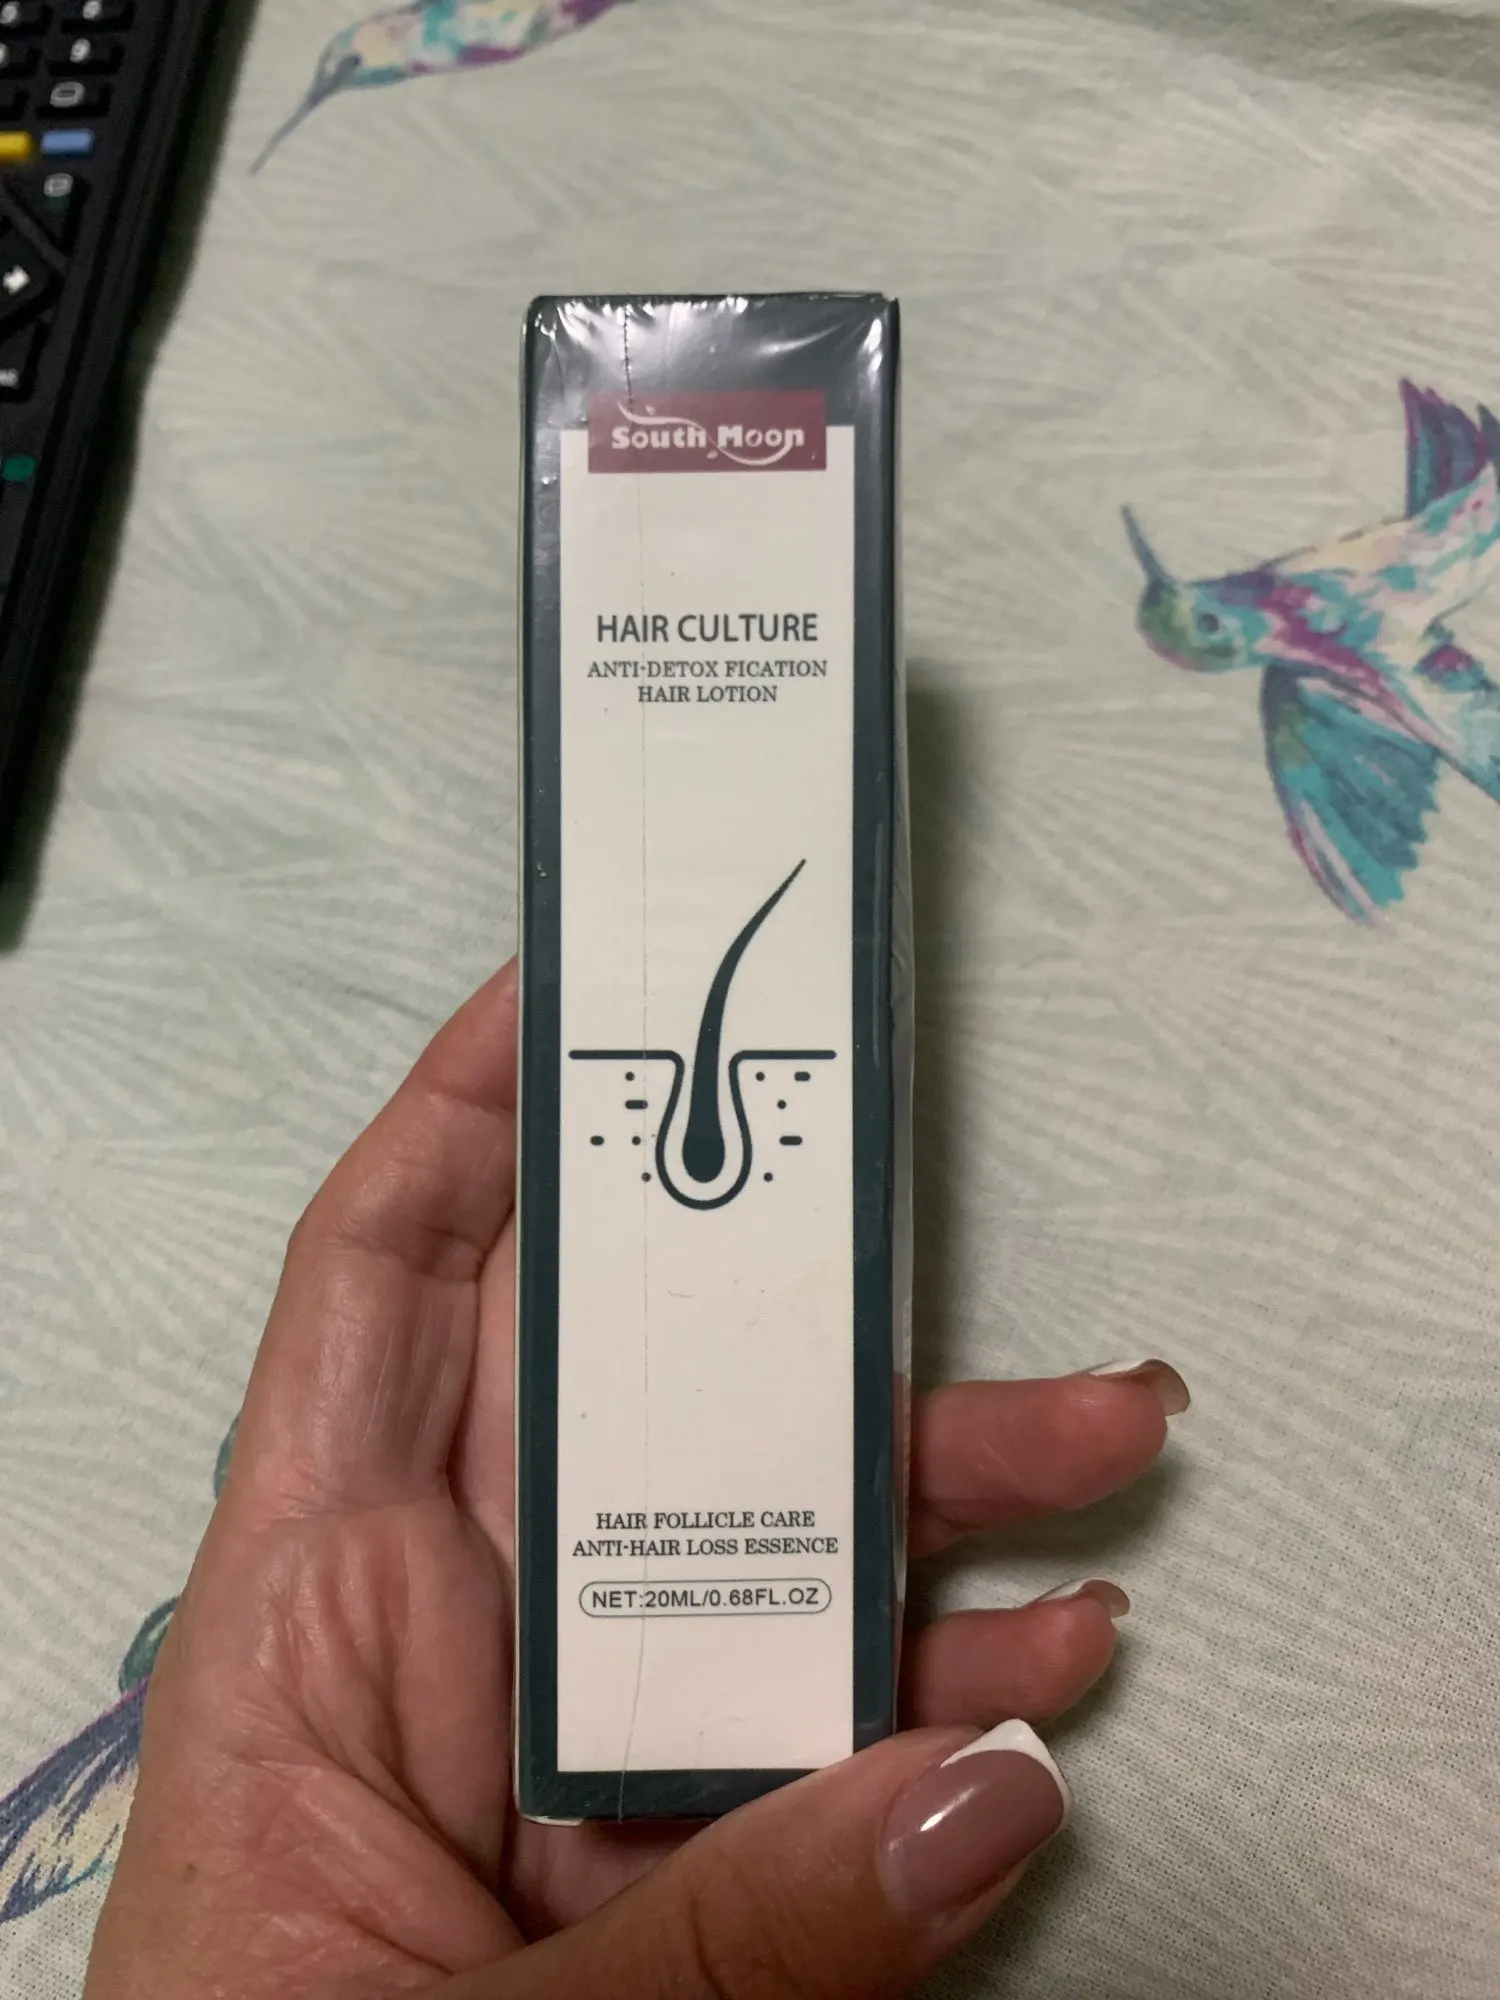 South Moon
HAIR CULTURE
ANTI-DETOX FICATION
HAIR LOTION
HAIR FOLLICLE CARE
ANTI-HAIR LOSS ESSENCE
NET:20ML/0.68FL.OZ